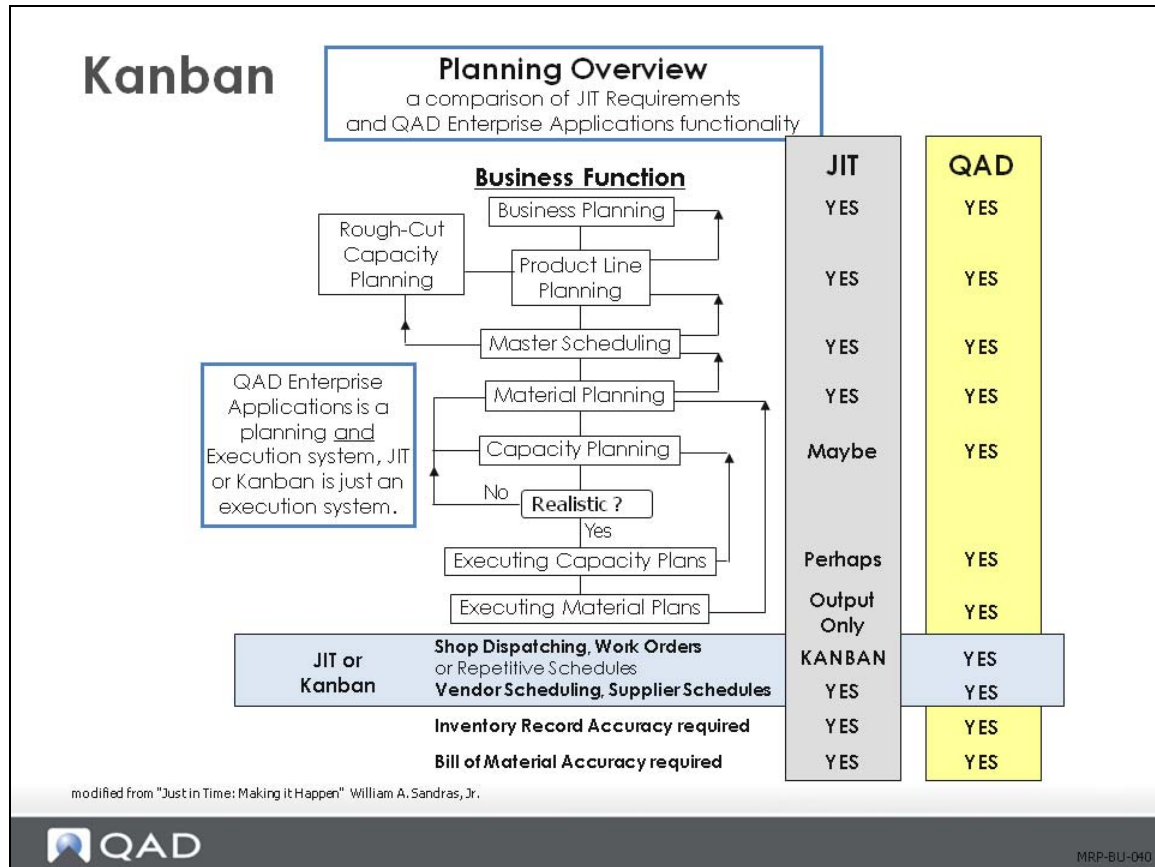 Kanban
Planning Overview
a comparison of JIT Requirements
and QAD Enterprise Applications functionality
Business Function
JIT
QAD
Business Planning
YES
YES
Rough-Cut
Capacity
Planning
Product Line
Planning
YES
YES
Master Scheduling
YES
YES
QAD Enterprise
Applications is a
planning and
Execution system, JIT
or Kanban is just an
execution system.
Material Planning
YES
YES
Capacity Planning
Maybe
YES
No
Realistic ?
Yes
Executing Capacity Plans
Perhaps
YES
Executing Material Plans
Output
Only
YES
JIT or
Kanban
Shop Dispatching, Work Orders
or Repetitive Schedules
KANBAN
YES
Vendor Scheduling, Supplier Schedules
YES
YES
Inventory Record Accuracy required
YES
YES
Bill of Material Accuracy required
YES
YES
modified from "Just in Time: Making it Happen" William A. Sandras, Jr.
QAD
MRP-BU-040